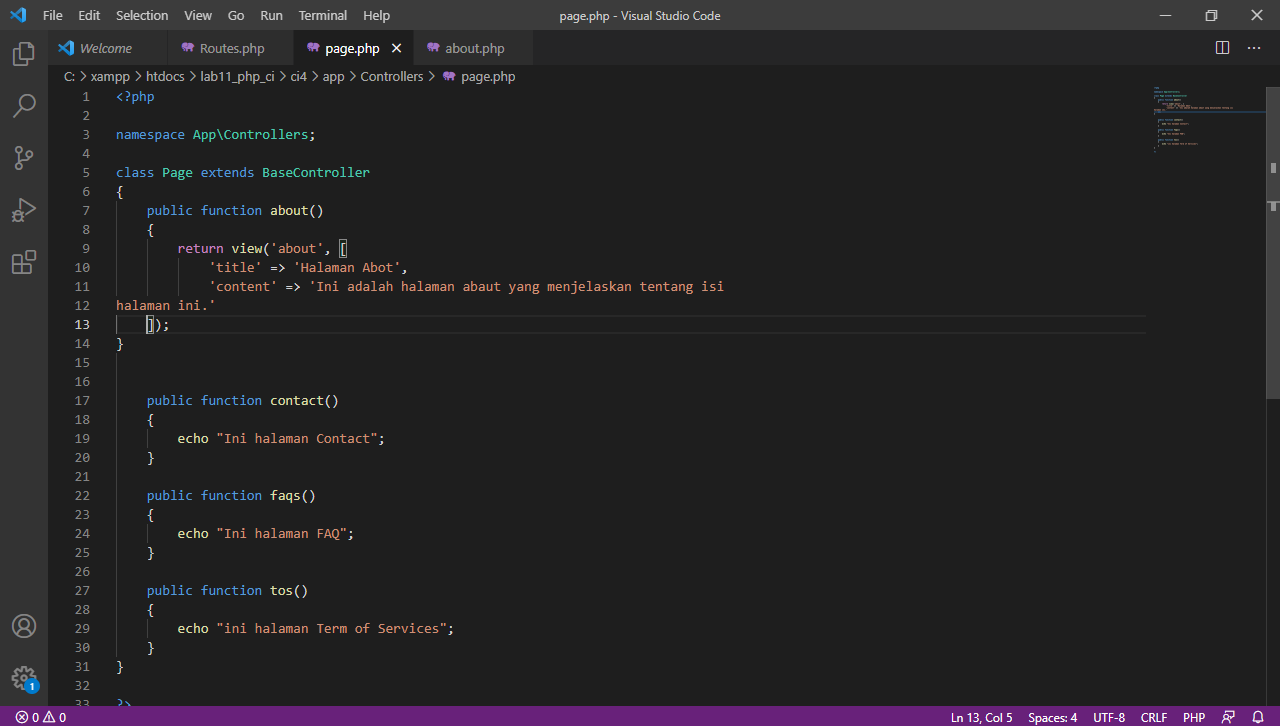 File Edit Selection View Go Run Terminal Help page.php - Visual Studio Code
Welcome Routes.php page.php about.php
C: > xampp > htdocs > lab11_php_ci > ci4 > app > Controllers > page.php
1 <?php
2
3 namespace App\Controllers;
4
5 class Page extends BaseController
6 {
7 public function about()
8 {
9 return view('about', [
10 'title' => 'Halaman Abot',
11 'content' => 'Ini adalah halaman abaut yang menjelaskan tentang isi
12 halaman ini.'
13 ]);
14 }
15
16
17 public function contact()
18 {
19 echo "Ini halaman Contact";
20 }
21
22 public function faqs()
23 {
24 echo "Ini halaman FAQ";
25 }
26
27 public function tos()
28 {
29 echo "ini halaman Term of Services";
30 }
31 }
32
33 ?>
1
0 0 Ln 13, Col 5 Spaces: 4 UTF-8 CRLF PHP